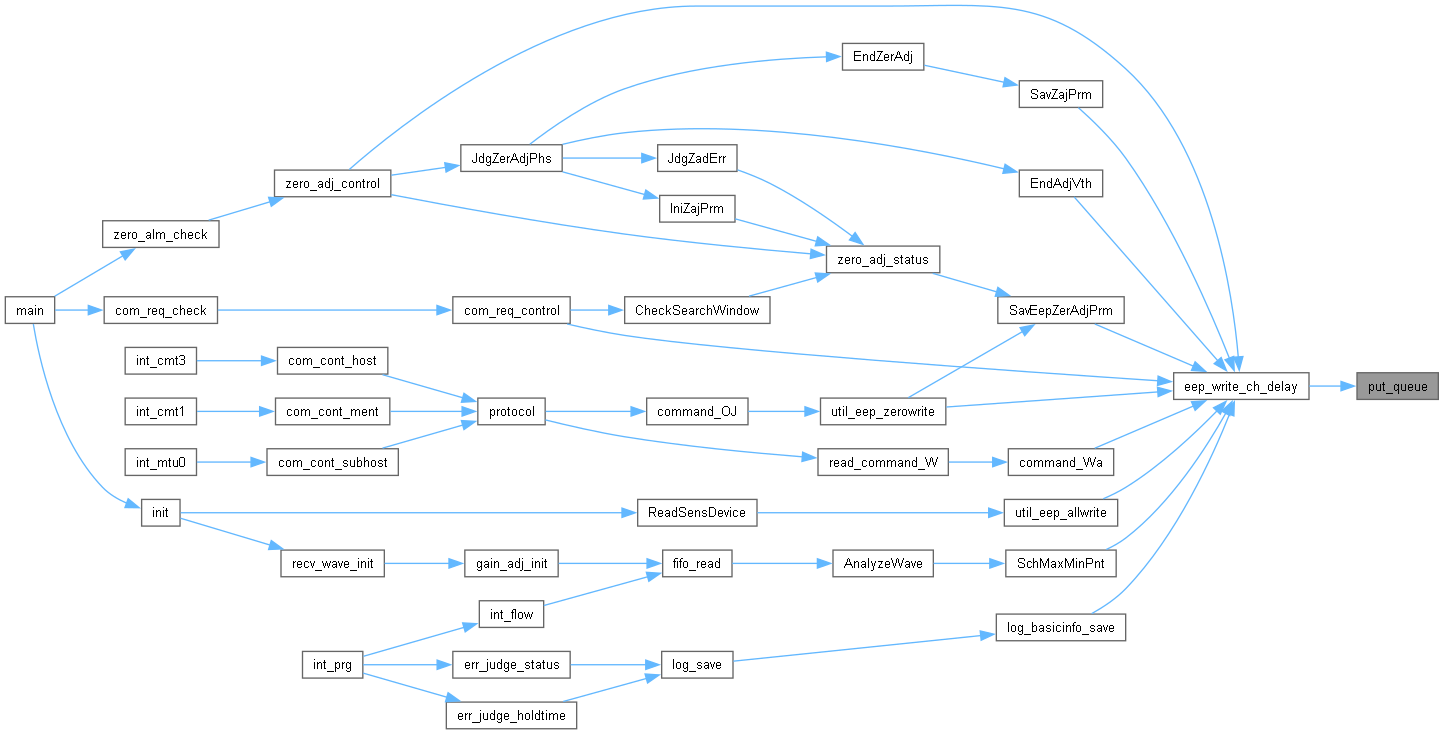 EndZerAdj
SavZajPrm
JdgZerAdjPhs
JdgZadErr
zero_adj_control
EndAdjVth
IniZajPrm
zero_alm_check
zero_adj_status
main
com_req_check
com_req_control
CheckSearchWindow
SavEepZerAdjPrm
int_cmt3
com_cont_host
eep_write_ch_delay
put_queue
int_cmt1
com_cont_ment
protocol
command_OJ
util_eep_zerowrite
int_mtu0
com_cont_subhost
read_command_W
command_Wa
init
ReadSensDevice
util_eep_allwrite
recv_wave_init
gain_adj_init
fifo_read
AnalyzeWave
SchMaxMinPnt
int_flow
log_basicinfo_save
int_prg
err_judge_status
log_save
err_judge_holdtime